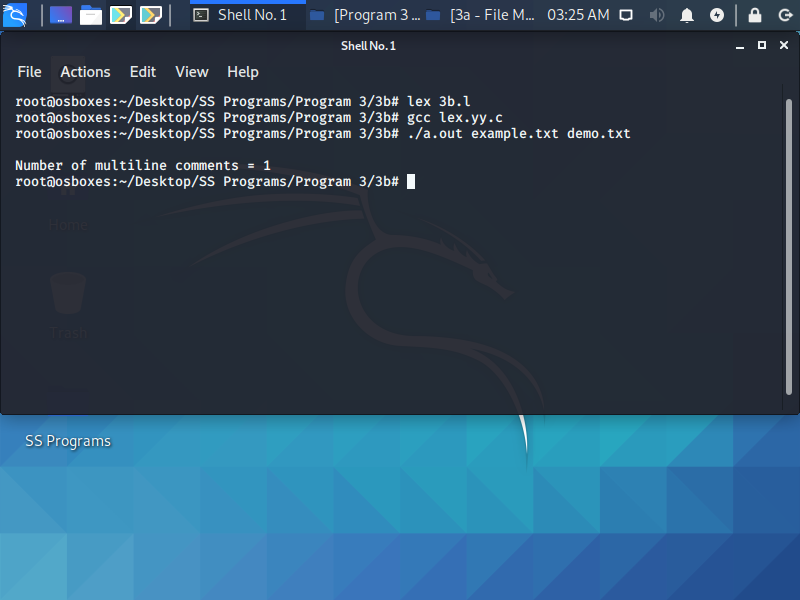 Shell No. 1
[Program 3 ...
[3a - File M...
03:25 AM
Shell No. 1
File Actions Edit View Help
root@osboxes:~/Desktop/SS Programs/Program 3/3b# lex 3b.l
root@osboxes:~/Desktop/SS Programs/Program 3/3b# gcc lex.yy.c
root@osboxes:~/Desktop/SS Programs/Program 3/3b# ./a.out example.txt demo.txt
Number of multiline comments = 1
root@osboxes:~/Desktop/SS Programs/Program 3/3b#
Home
Trash
SS Programs